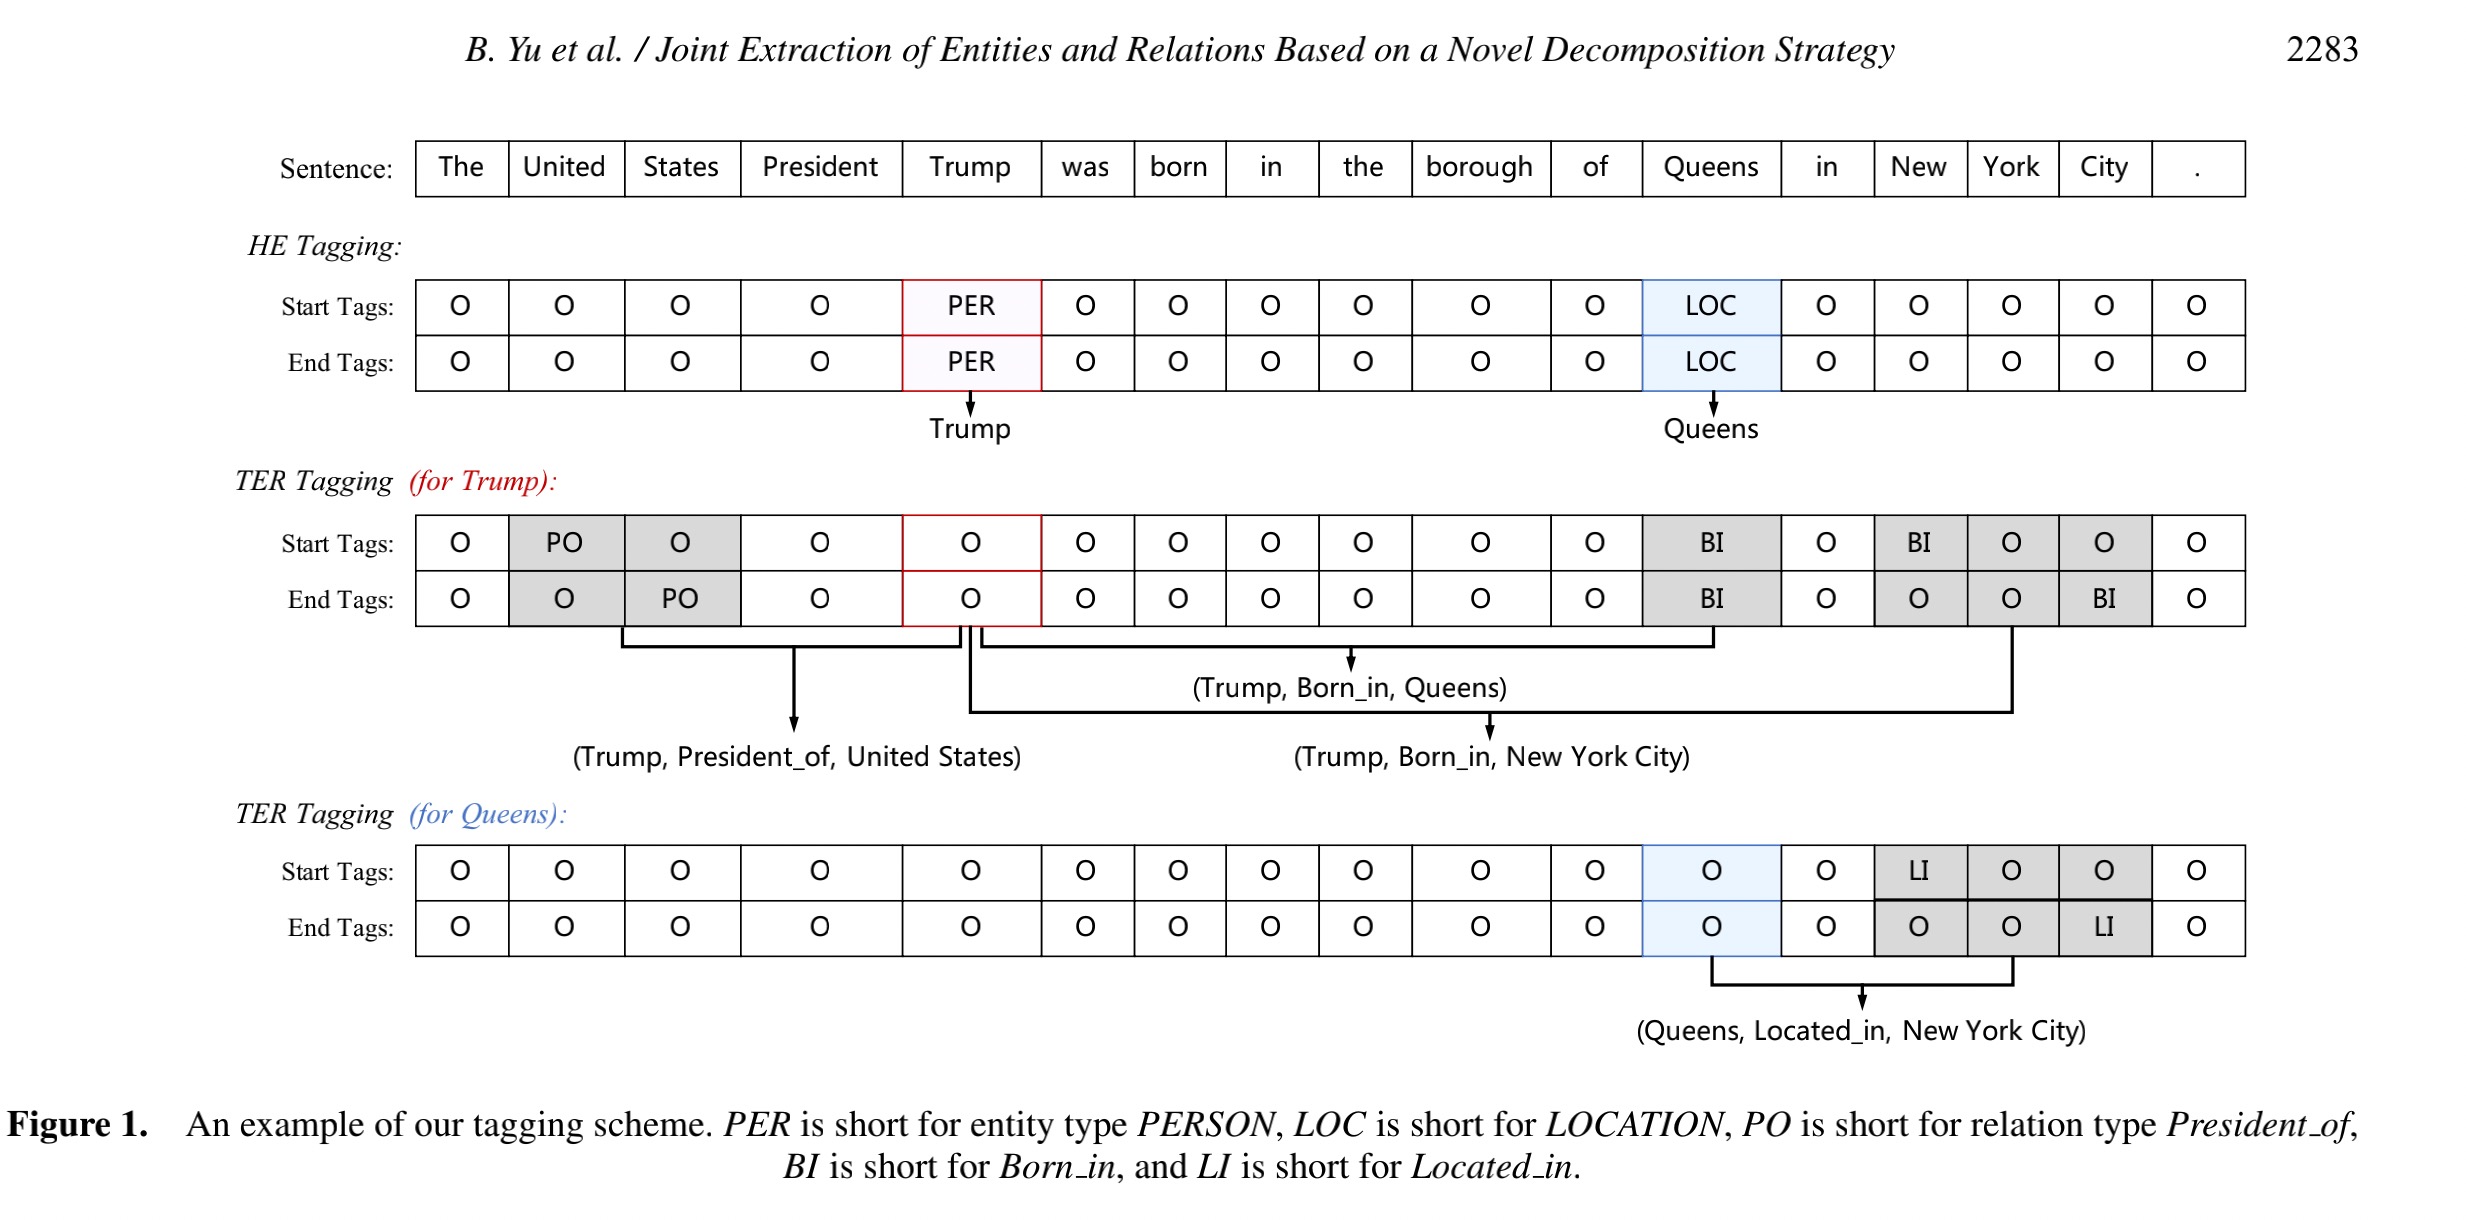 B. Yu et al. / Joint Extraction of Entities and Relations Based on a Novel Decomposition Strategy 2283
Sentence: The United States President Trump was born in the borough of Queens in New York City .
HE Tagging:
Start Tags: O O O O PER O O O O O O LOC O O O O O
End Tags: O O O O PER O O O O O O LOC O O O O O
Trump Queens
TER Tagging (for Trump):
Start Tags: O PO O O O O O O O O O BI O BI O O O
End Tags: O O PO O O O O O O O O BI O O O BI O
(Trump, Born_in, Queens)
(Trump, President_of, United States) (Trump, Born_in, New York City)
TER Tagging (for Queens):
Start Tags: O O O O O O O O O O O O O LI O O O
End Tags: O O O O O O O O O O O O O O O LI O
(Queens, Located_in, New York City)
Figure 1. An example of our tagging scheme. PER is short for entity type PERSON, LOC is short for LOCATION, PO is short for relation type President_of,
BI is short for Born_in, and LI is short for Located_in.